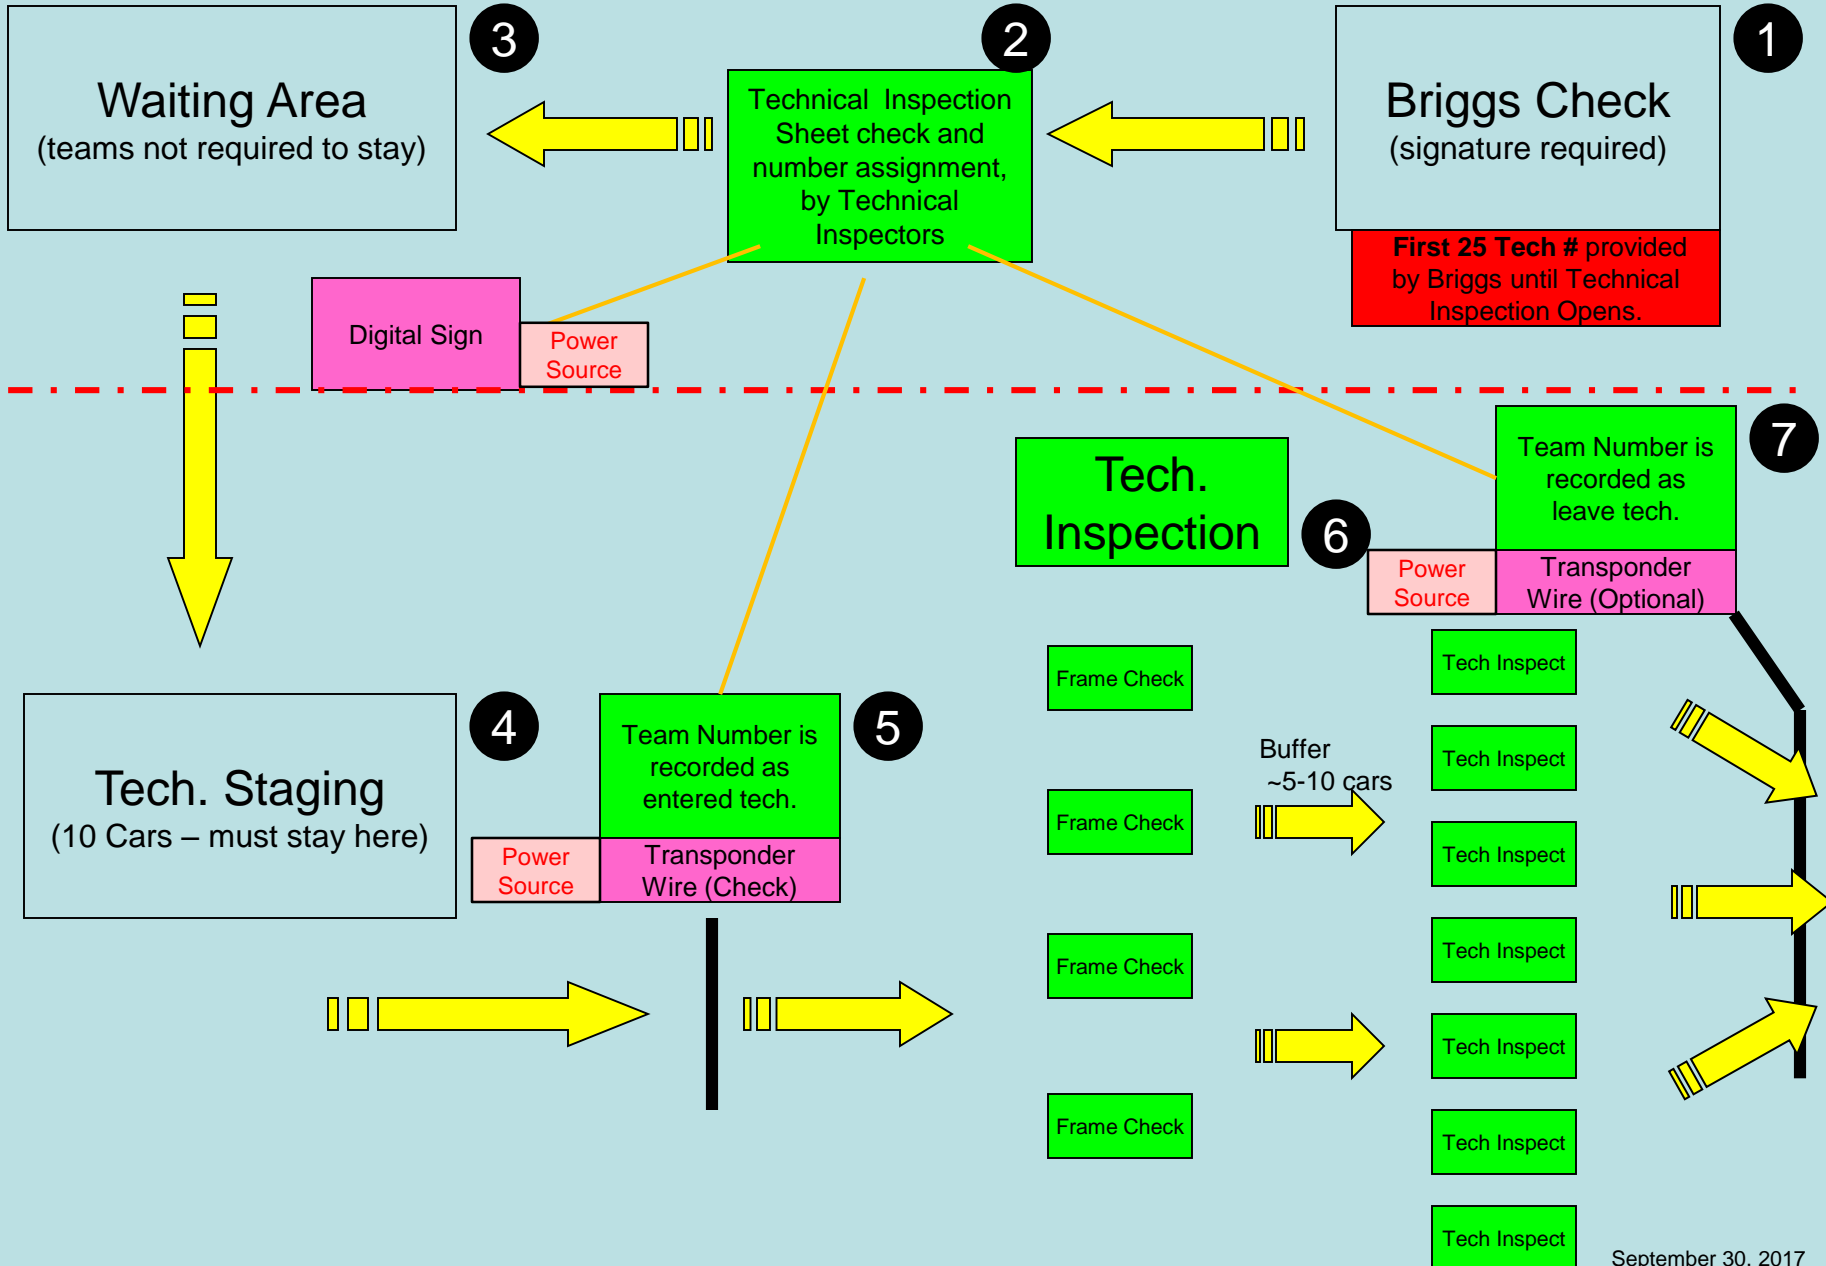 3
2
1
Waiting Area
(teams not required to stay)
Technical Inspection
Sheet check and
number assignment,
by Technical
Inspectors
Briggs Check
(signature required)
First 25 Tech # provided
by Briggs until Technical
Inspection Opens.
Digital Sign
Power
Source
7
Team Number is
recorded as
leave tech.
Tech.
Inspection
6
Power
Source
Transponder
Wire (Optional)
4
5
Tech. Staging
(10 Cars – must stay here)
Team Number is
recorded as
entered tech.
Power
Source
Transponder
Wire (Check)
Frame Check
Frame Check
Frame Check
Frame Check
Buffer
~5-10 cars
Tech Inspect
Tech Inspect
Tech Inspect
Tech Inspect
Tech Inspect
Tech Inspect
Tech Inspect
September 30, 2017